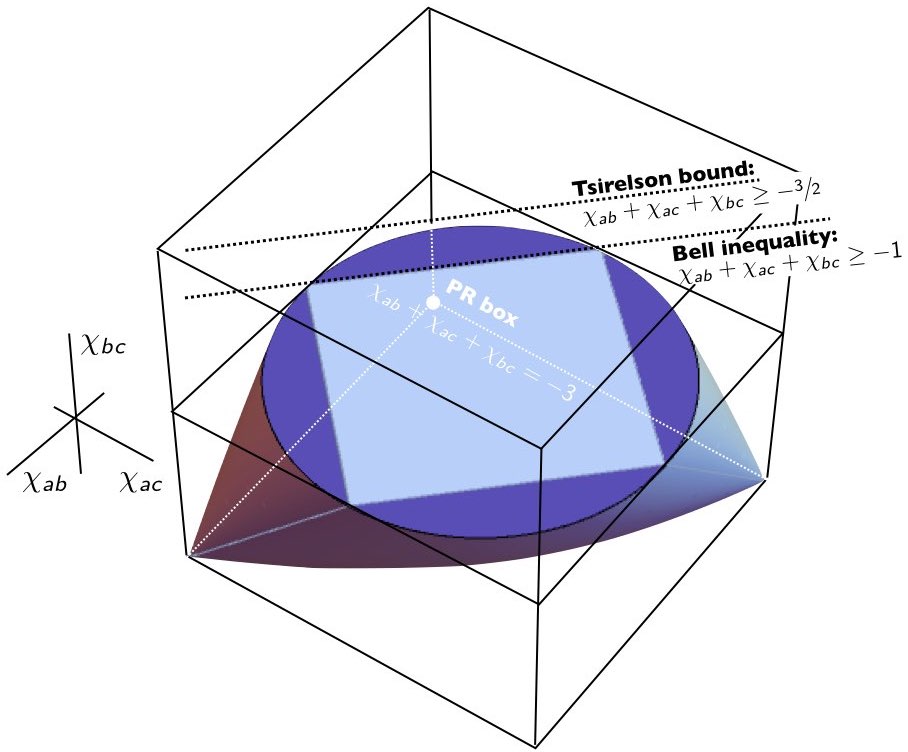 Tsirelson bound:
χab + χac + χbc ≥ −3/2
Bell inequality:
χab + χac + χbc ≥ −1
PR box
χab + χac + χbc = −3
χbc
χab
χac